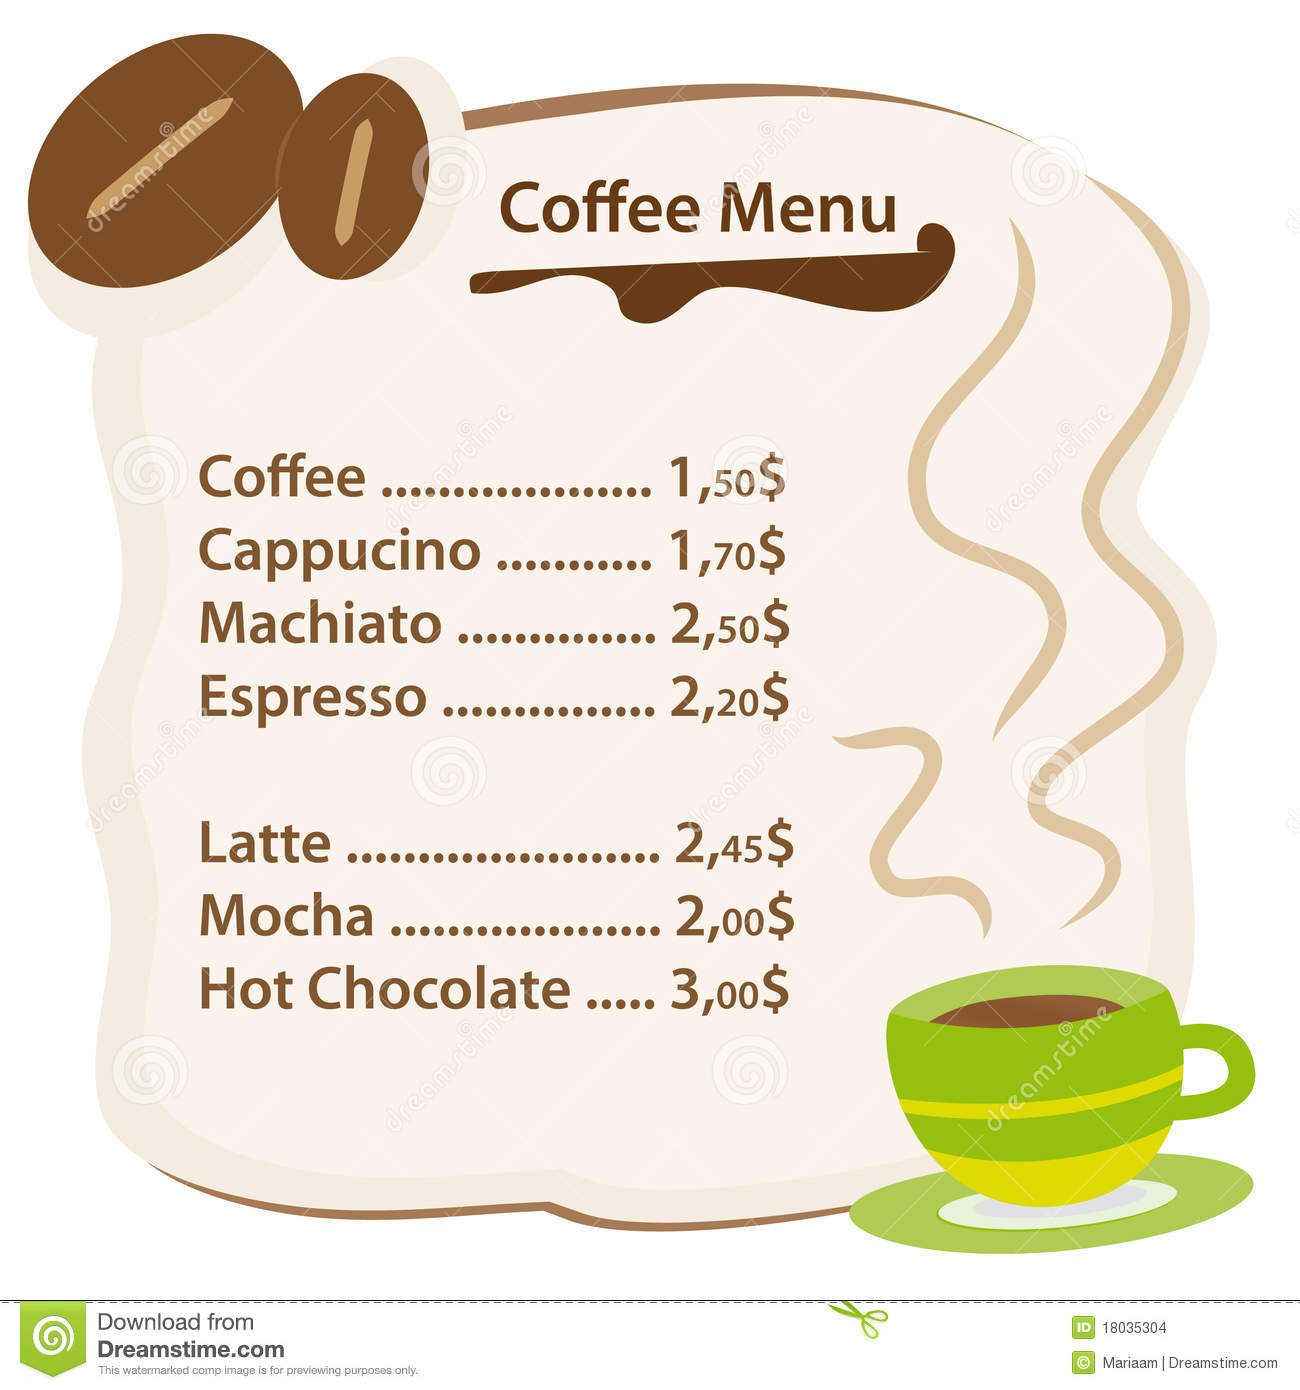 Coffee Menu
Coffee ................... 1,50$
Cappucino ........... 1,70$
Machiato .............. 2,50$
Espresso ............... 2,20$
Latte ...................... 2,45$
Mocha ................... 2,00$
Hot Chocolate ..... 3,00$
Download from
Dreamstime.com
This watermarked comp image is for previewing purposes only.
ID 18035304
© Mariaam | Dreamstime.com